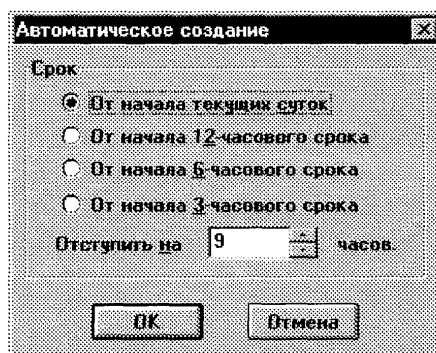 Автоматическое создание
Срок
От начала текущих суток
От начала 12-часового срока
От начала 6-часового срока
От начала 3-часового срока
Отступить на 9 часов.
OK Отмена